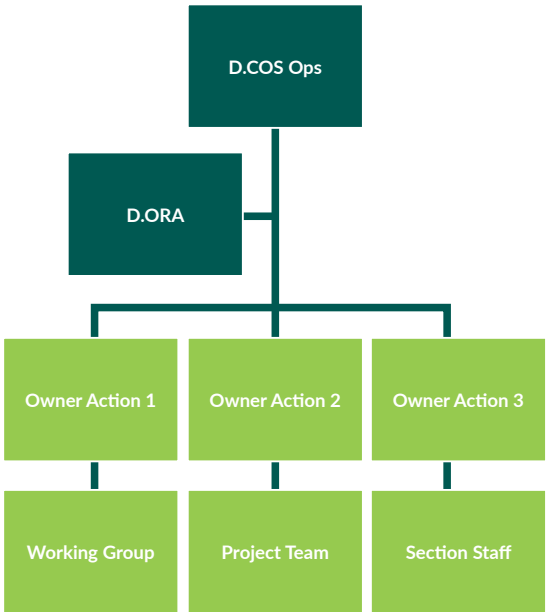 D.COS Ops
D.ORA
Owner Action 1
Owner Action 2
Owner Action 3
Working Group
Project Team
Section Staff